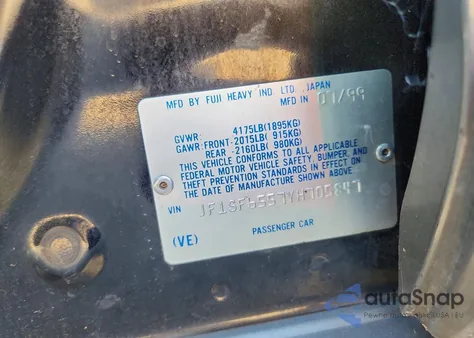 MFD BY FUJI HEAVY IND. LTD., JAPAN
MFD IN 07/99
GVWR: 4175LB(1895KG)
GAWR: FRONT-2015LB( 915KG)
REAR -2160LB( 980KG)
THIS VEHICLE CONFORMS TO ALL APPLICABLE
FEDERAL MOTOR VEHICLE SAFETY, BUMPER, AND
THEFT PREVENTION STANDARDS IN EFFECT ON
THE DATE OF MANUFACTURE SHOWN ABOVE.
VIN
(VE) PASSENGER CAR
autoSnap